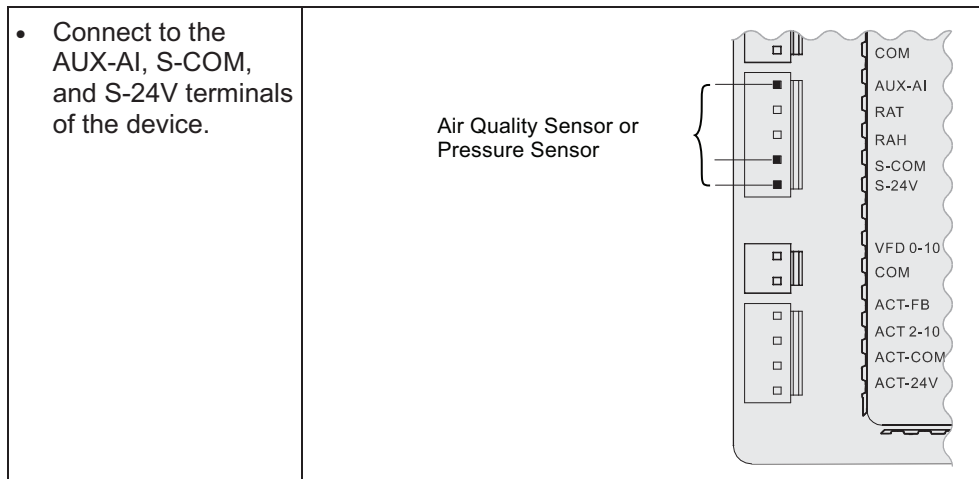 • Connect to the
AUX-AI, S-COM,
and S-24V terminals
of the device.
Air Quality Sensor or
Pressure Sensor
COM
AUX-AI
RAT
RAH
S-COM
S-24V
VFD 0-10
COM
ACT-FB
ACT 2-10
ACT-COM
ACT-24V